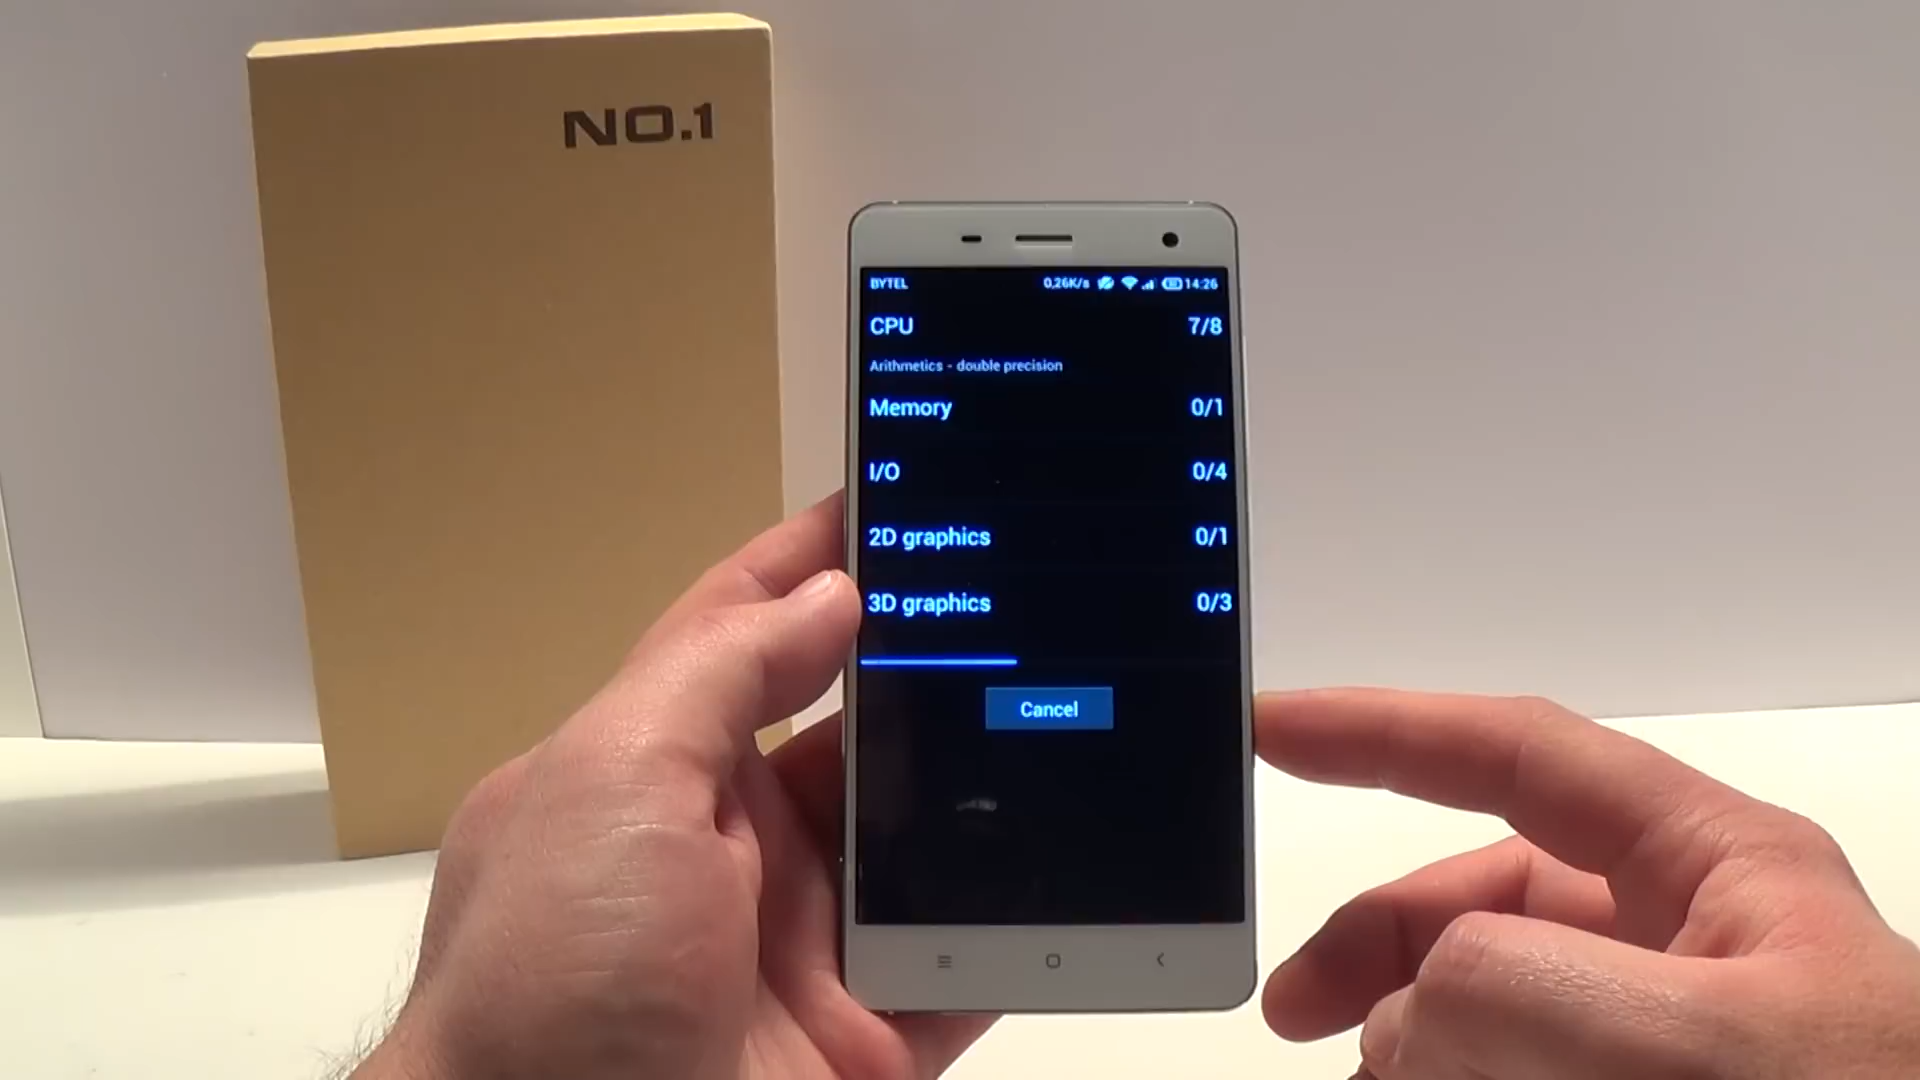 NO.1
BYTEL 0,26K/s 14:26
CPU 7/8
Arithmetics - double precision
Memory 0/1
I/O 0/4
2D graphics 0/1
3D graphics 0/3
Cancel